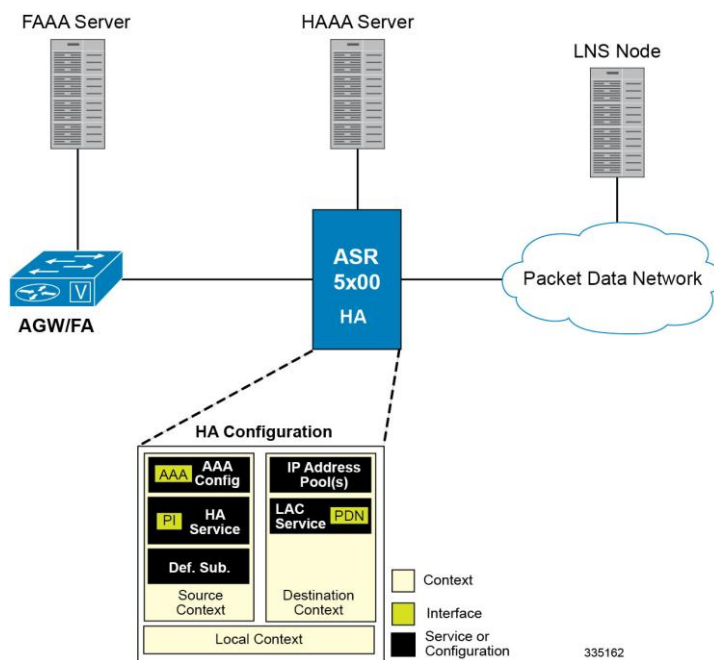 FAAA Server
HAAA Server
LNS Node
ASR
5x00
HA
Packet Data Network
V
AGW/FA
HA Configuration
AAA
AAA
Config
PI
HA
Service
Def. Sub.
Source
Context
IP Address
Pool(s)
LAC
Service
PDN
Destination
Context
Local Context
Context
Interface
Service or
Configuration
335162